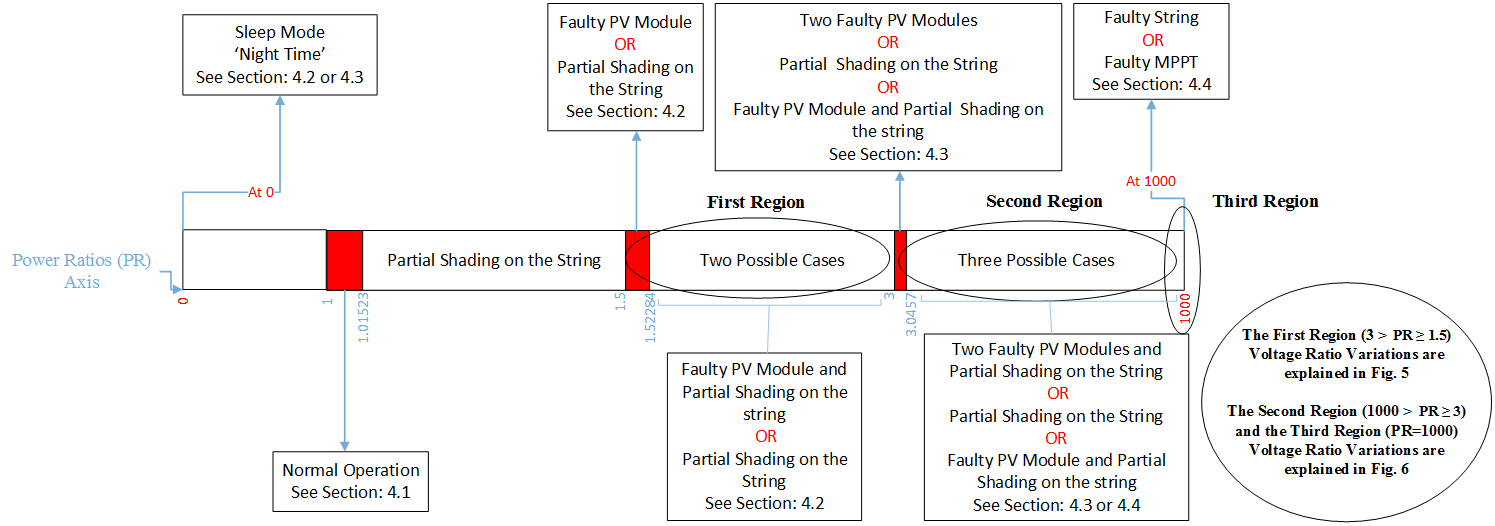 Sleep Mode
‘Night Time’
See Section: 4.2 or 4.3
Faulty PV Module
OR
Partial Shading on
the String
See Section: 4.2
Two Faulty PV Modules
OR
Partial Shading on the String
OR
Faulty PV Module and Partial Shading on
the string
See Section: 4.3
Faulty String
OR
Faulty MPPT
See Section: 4.4
At 0
At 1000
First Region
Second Region
Third Region
Power Ratios (PR)
Axis
Partial Shading on the String
Two Possible Cases
Three Possible Cases
0
1
1.01523
1.5
1.52284
3
3.0457
1000
Normal Operation
See Section: 4.1
Faulty PV Module and
Partial Shading on the
string
OR
Partial Shading on the
String
See Section: 4.2
Two Faulty PV Modules and
Partial Shading on the String
OR
Partial Shading on the String
OR
Faulty PV Module and Partial
Shading on the string
See Section: 4.3 or 4.4
The First Region (3 > PR ≥ 1.5)
Voltage Ratio Variations are
explained in Fig. 5
The Second Region (1000 > PR ≥ 3)
and the Third Region (PR=1000)
Voltage Ratio Variations are
explained in Fig. 6